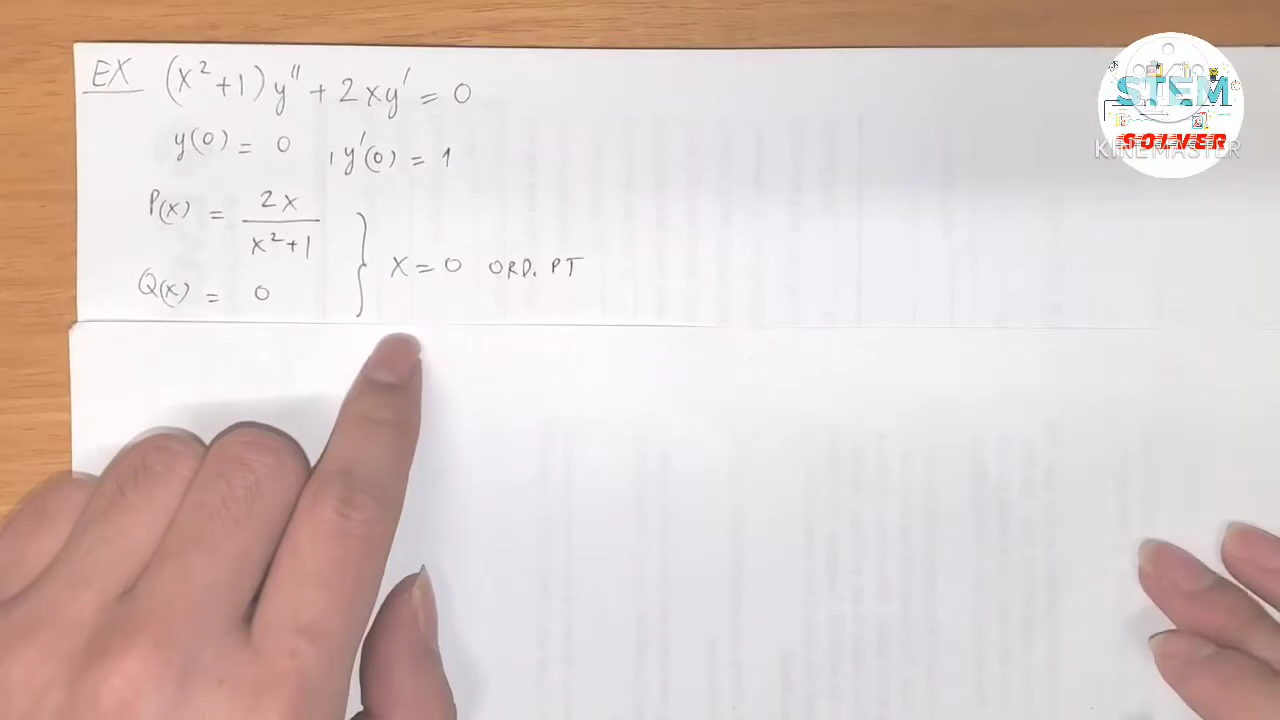 EX (x²+1)y″ + 2xy′ = 0
y(0) = 0 , y′(0) = 1
P(x) = 2x / x²+1
Q(x) = 0
} x = 0 ORD. PT
STEM
SOLVER
KINEMASTER